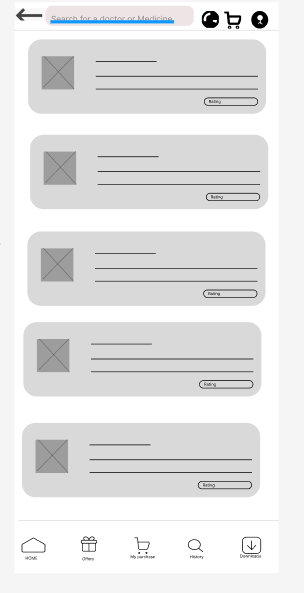 Search for a doctor or Medicine
Rating
Rating
Rating
Rating
Rating
HOME
Offers
My purchase
History
Downloads